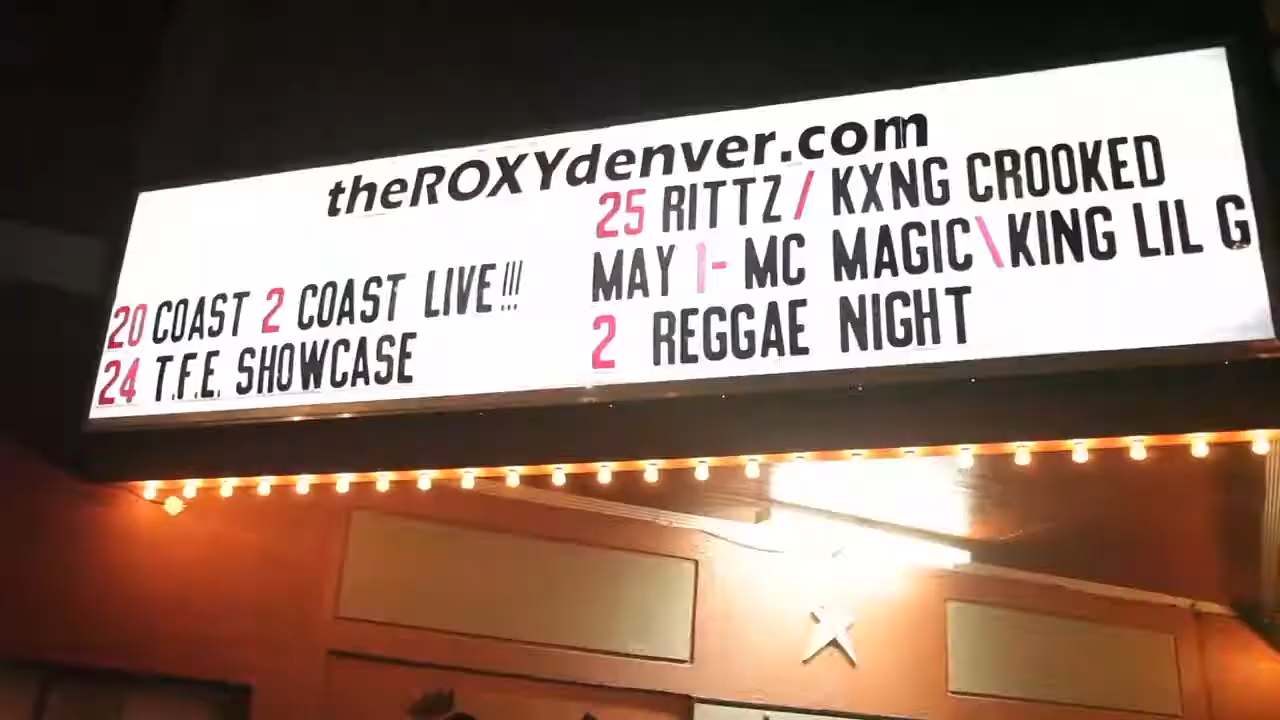 theROXYdenver.com
20 COAST 2 COAST LIVE!!!
24 T.F.E. SHOWCASE
25 RITTZ / KXNG CROOKED
MAY 1- MC MAGIC\KING LIL G
2 REGGAE NIGHT